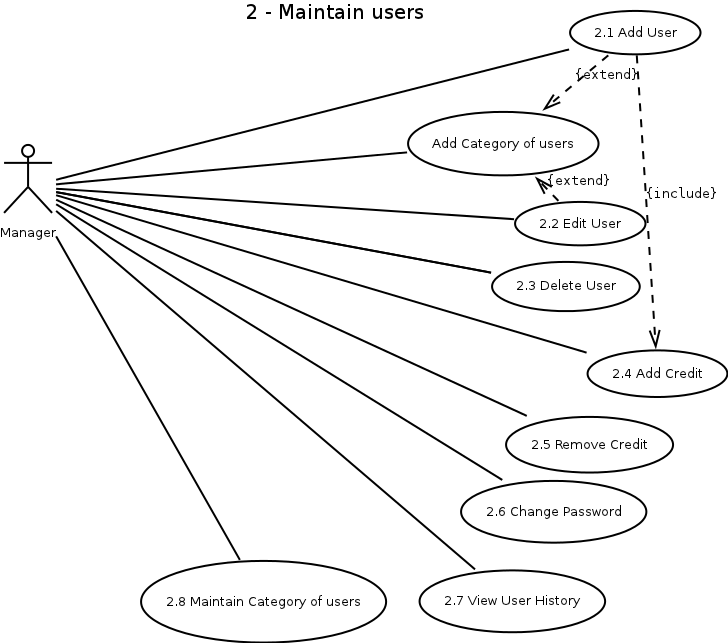 2 - Maintain users
2.1 Add User
{extend}
Add Category of users
{extend}
{include}
2.2 Edit User
Manager
2.3 Delete User
2.4 Add Credit
2.5 Remove Credit
2.6 Change Password
2.8 Maintain Category of users
2.7 View User History